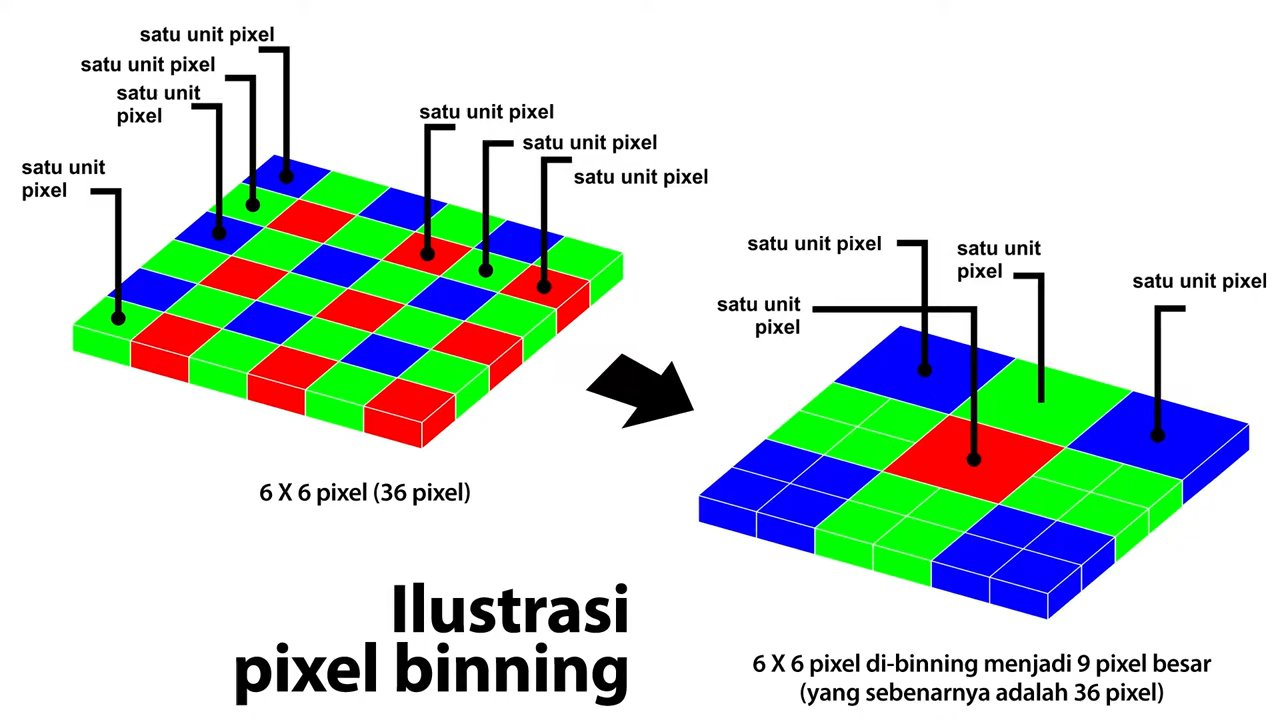 satu unit pixel
satu unit pixel
satu unit
pixel
satu unit
pixel
satu unit pixel
satu unit pixel
satu unit pixel
6 X 6 pixel (36 pixel)
satu unit pixel
satu unit
pixel
satu unit
pixel
satu unit pixel
Ilustrasi
pixel binning
6 X 6 pixel di-binning menjadi 9 pixel besar
(yang sebenarnya adalah 36 pixel)